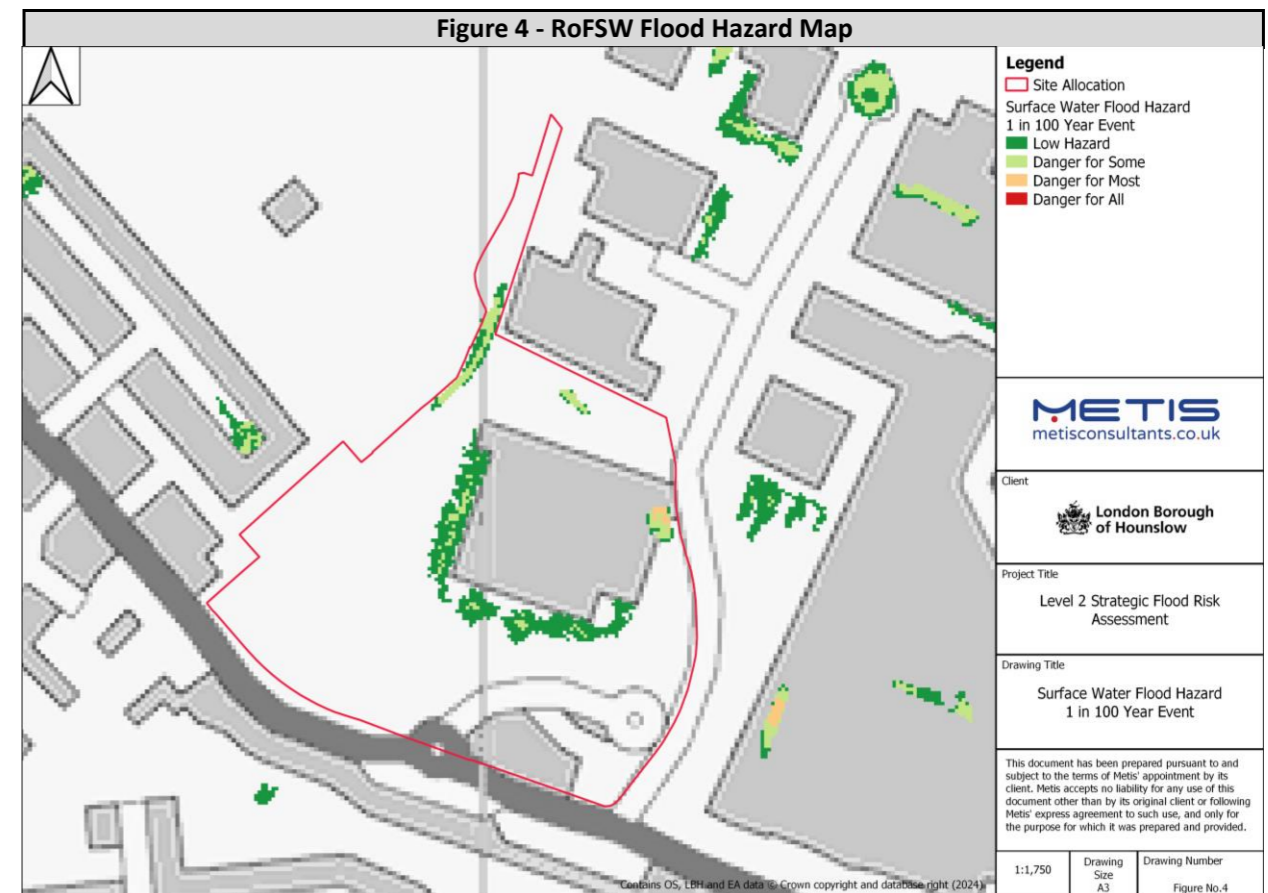 Figure 4 - RoFSW Flood Hazard Map
Legend
Site Allocation
Surface Water Flood Hazard
1 in 100 Year Event
Low Hazard
Danger for Some
Danger for Most
Danger for All
METIS
metisconsultants.co.uk
Client
London Borough
of Hounslow
Project Title
Level 2 Strategic Flood Risk
Assessment
Drawing Title
Surface Water Flood Hazard
1 in 100 Year Event
This document has been prepared pursuant to and
subject to the terms of Metis' appointment by its
client. Metis accepts no liability for any use of this
document other than by its original client or following
Metis' express agreement to such use, and only for
the purpose for which it was prepared and provided.
1:1,750
Drawing
Size
A3
Drawing Number
Figure No.4
Contains OS, LBH and EA data © Crown copyright and database right (2024)